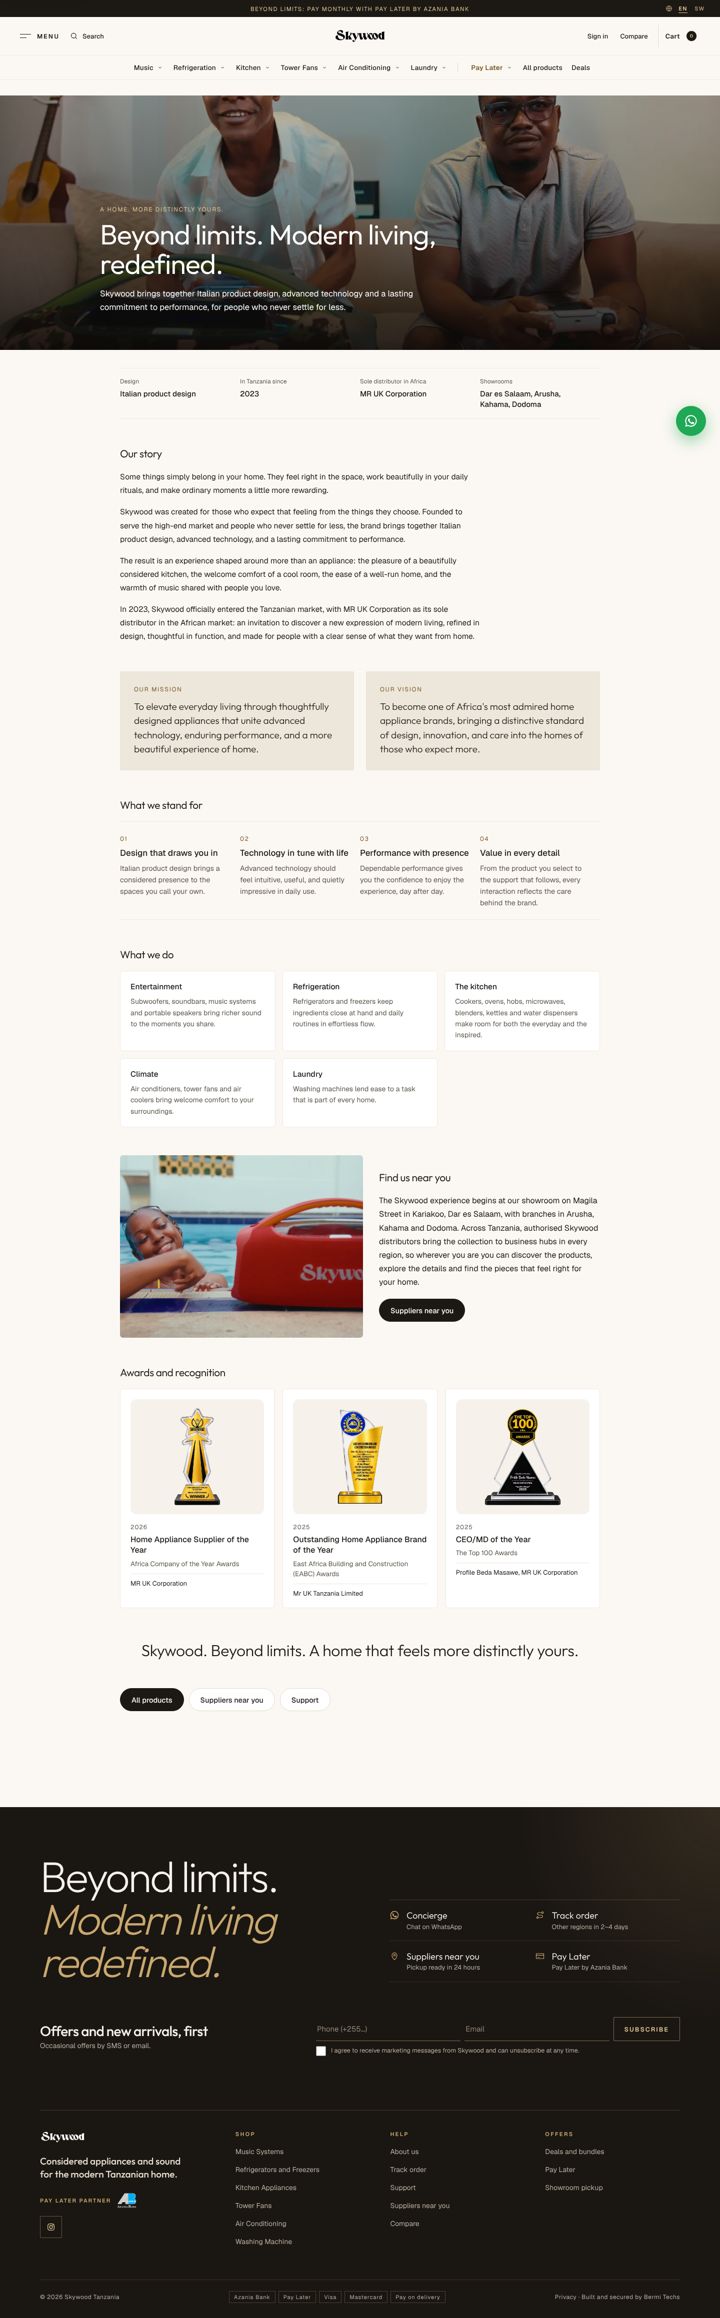 BEYOND LIMITS: PAY MONTHLY WITH PAY LATER BY AZANIA BANK
EN SW
MENU Search
Skywood
Sign in Compare Cart 0
Music Refrigeration Kitchen Tower Fans Air Conditioning Laundry Pay Later All products Deals
A HOME. MORE DISTINCTLY YOURS.
Beyond limits. Modern living,
redefined.
Skywood brings together Italian product design, advanced technology and a lasting
commitment to performance, for people who never settle for less.
Design
Italian product design
In Tanzania since
2023
Sole distributor in Africa
MR UK Corporation
Showrooms
Dar es Salaam, Arusha,
Kahama, Dodoma
Our story
Some things simply belong in your home. They feel right in the space, work beautifully in your daily
rituals, and make ordinary moments a little more rewarding.
Skywood was created for those who expect that feeling from the things they choose. Founded to
serve the high-end market and people who never settle for less, the brand brings together Italian
product design, advanced technology, and a lasting commitment to performance.
The result is an experience shaped around more than an appliance: the pleasure of a beautifully
considered kitchen, the welcome comfort of a cool room, the ease of a well-run home, and the
warmth of music shared with people you love.
In 2023, Skywood officially entered the Tanzanian market, with MR UK Corporation as its sole
distributor in the African market: an invitation to discover a new expression of modern living, refined in
design, thoughtful in function, and made for people with a clear sense of what they want from home.
OUR MISSION
To elevate everyday living through thoughtfully
designed appliances that unite advanced
technology, enduring performance, and a more
beautiful experience of home.
OUR VISION
To become one of Africa's most admired home
appliance brands, bringing a distinctive standard
of design, innovation, and care into the homes of
those who expect more.
What we stand for
01
Design that draws you in
Italian product design brings a
considered presence to the
spaces you call your own.
02
Technology in tune with life
Advanced technology should
feel intuitive, useful, and quietly
impressive in daily use.
03
Performance with presence
Dependable performance gives
you the confidence to enjoy the
experience, day after day.
04
Value in every detail
From the product you select to
the support that follows, every
interaction reflects the care
behind the brand.
What we do
Entertainment
Subwoofers, soundbars, music systems
and portable speakers bring richer sound
to the moments you share.
Refrigeration
Refrigerators and freezers keep
ingredients close at hand and daily
routines in effortless flow.
The kitchen
Cookers, ovens, hobs, microwaves,
blenders, kettles and water dispensers
make room for both the everyday and the
inspired.
Climate
Air conditioners, tower fans and air
coolers bring welcome comfort to your
surroundings.
Laundry
Washing machines lend ease to a task
that is part of every home.
Skywoo
Find us near you
The Skywood experience begins at our showroom on Magila
Street in Kariakoo, Dar es Salaam, with branches in Arusha,
Kahama and Dodoma. Across Tanzania, authorised Skywood
distributors bring the collection to business hubs in every
region, so wherever you are you can discover the products,
explore the details and find the pieces that feel right for
your home.
Suppliers near you
Awards and recognition
WINNER
2026
Home Appliance Supplier of the
Year
Africa Company of the Year Awards
MR UK Corporation
2025
Outstanding Home Appliance Brand
of the Year
East Africa Building and Construction
(EABC) Awards
Mr UK Tanzania Limited
THE TOP
100
AWARDS
2025
CEO/MD of the Year
The Top 100 Awards
Profile Beda Masawe, MR UK Corporation
Skywood. Beyond limits. A home that feels more distinctly yours.
All products Suppliers near you Support
Beyond limits.
Modern living
redefined.
Concierge
Chat on WhatsApp
Track order
Other regions in 2–4 days
Suppliers near you
Pickup ready in 24 hours
Pay Later
Pay Later by Azania Bank
Offers and new arrivals, first
Occasional offers by SMS or email.
Phone (+255...) Email SUBSCRIBE
I agree to receive marketing messages from Skywood and can unsubscribe at any time.
Skywood
Considered appliances and sound
for the modern Tanzanian home.
PAY LATER PARTNER
SHOP
Music Systems
Refrigerators and Freezers
Kitchen Appliances
Tower Fans
Air Conditioning
Washing Machine
HELP
About us
Track order
Support
Suppliers near you
Compare
OFFERS
Deals and bundles
Pay Later
Showroom pickup
© 2026 Skywood Tanzania
Azania Bank Pay Later Visa Mastercard Pay on delivery
Privacy · Built and secured by Bermi Techs